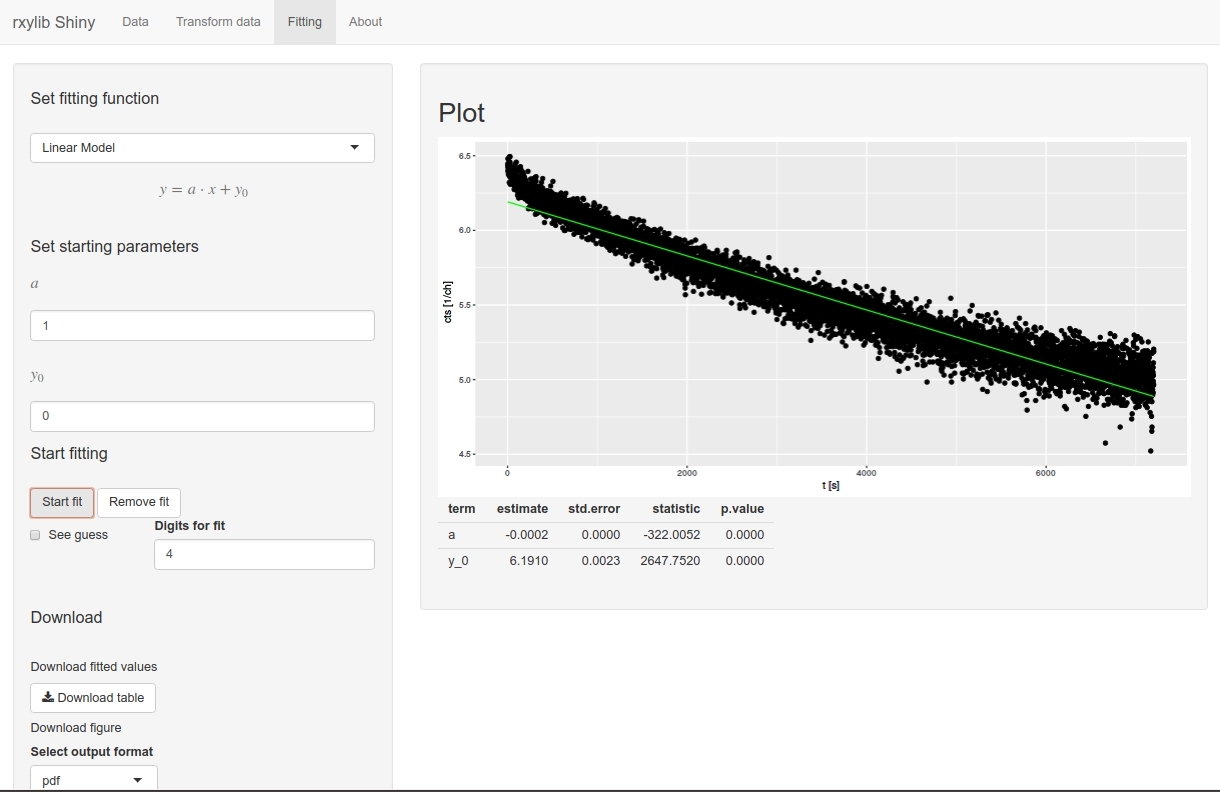 rxylib Shiny Data Transform data Fitting About
Set fitting function
Linear Model
y = a · x + y₀
Set starting parameters
a
1
y₀
0
Start fitting
Start fit Remove fit
See guess
Digits for fit
4
Download
Download fitted values
Download table
Download figure
Select output format
pdf
Plot
cts [1/ch]
6.5
6.0
5.5
5.0
4.5
0 2000 4000 6000
t [s]
term estimate std.error statistic p.value
a -0.0002 0.0000 -322.0052 0.0000
y_0 6.1910 0.0023 2647.7520 0.0000